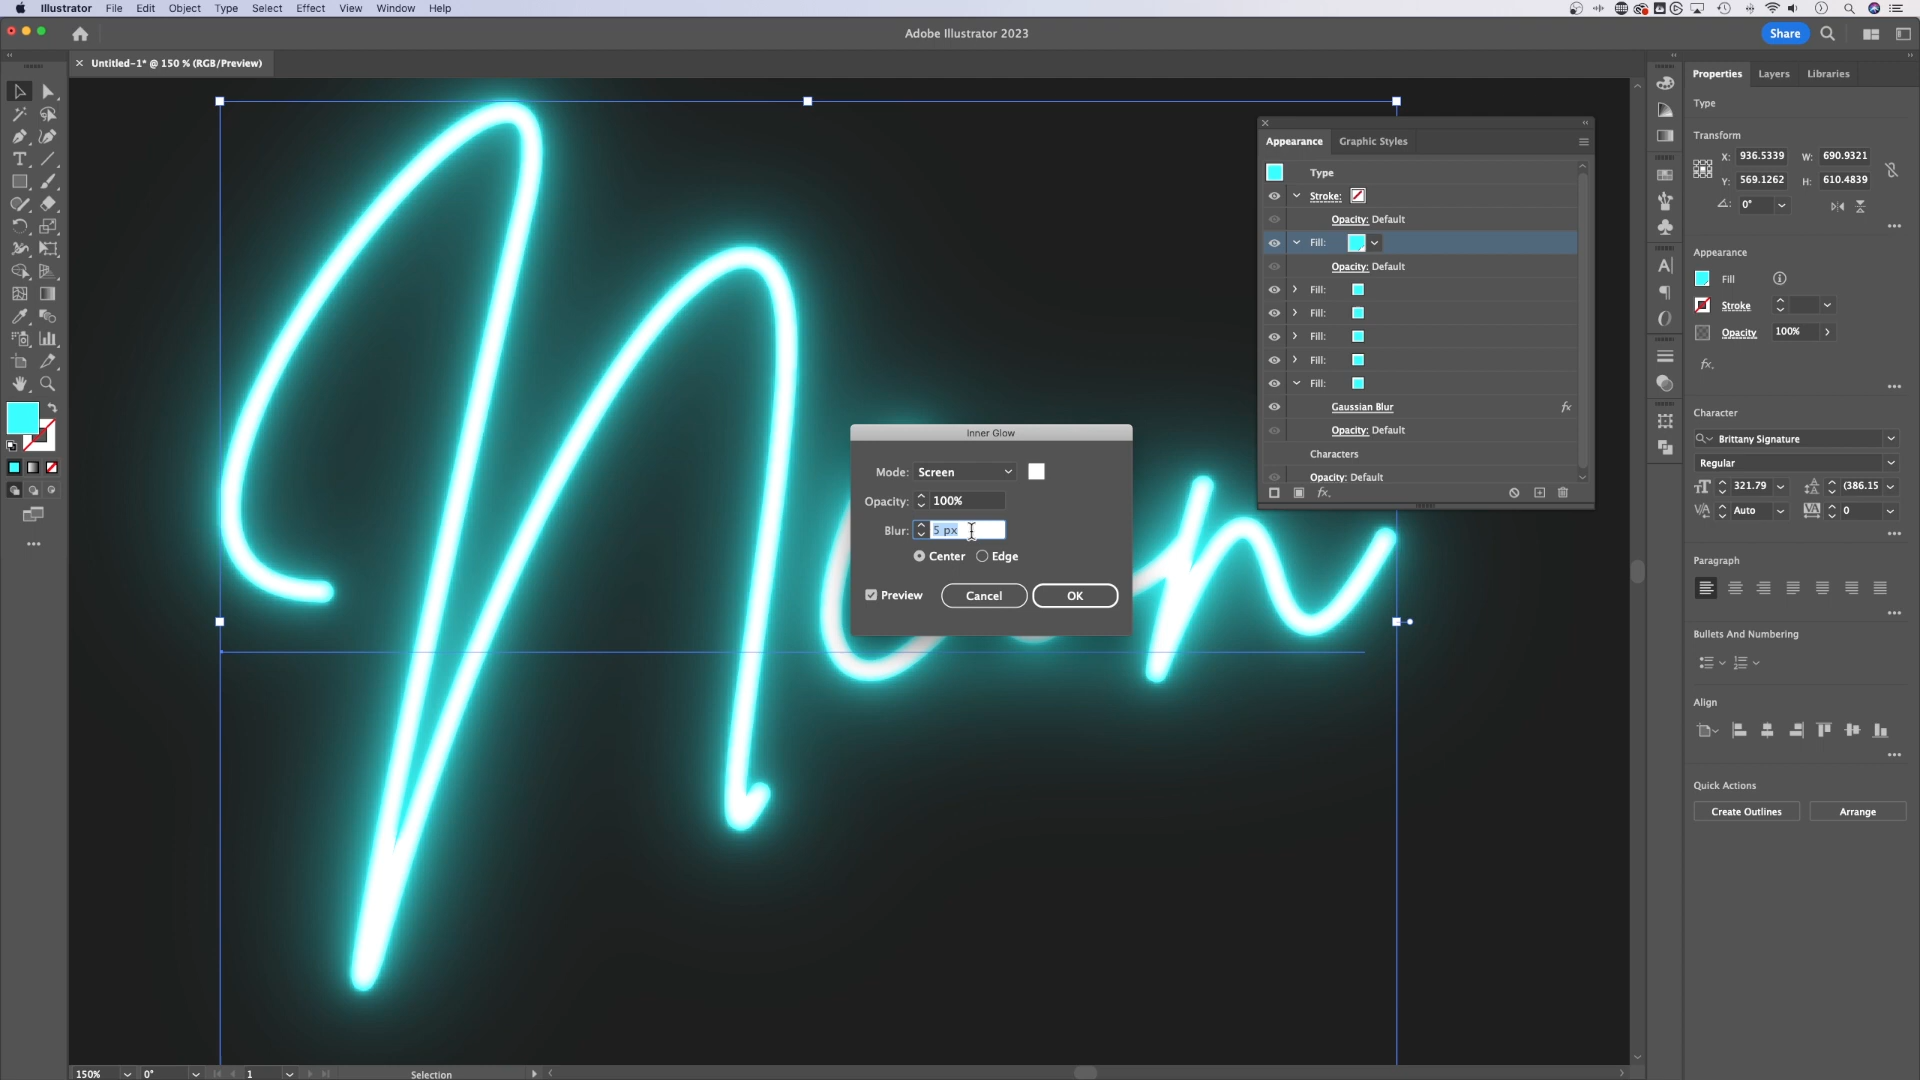 Illustrator File Edit Object Type Select Effect View Window Help
Adobe Illustrator 2023
Share
Untitled-1* @ 150 % (RGB/Preview)
Appearance Graphic Styles
Type
Stroke:
Opacity: Default
Fill:
Opacity: Default
Fill:
Fill:
Fill:
Fill:
Fill:
Gaussian Blur fx
Opacity: Default
Characters
Opacity: Default
fx.
Inner Glow
Mode: Screen
Opacity: 100%
Blur: 5 px
Center Edge
Preview Cancel OK
Properties Layers Libraries
Type
Transform
X: 936.5339 W: 690.9321
Y: 569.1262 H: 610.4839
0°
Appearance
Fill
Stroke
Opacity 100%
fx.
Character
Brittany Signature
Regular
321.79 (386.15
Auto 0
Paragraph
Bullets And Numbering
Align
Quick Actions
Create Outlines Arrange
150% 0° 1 Selection